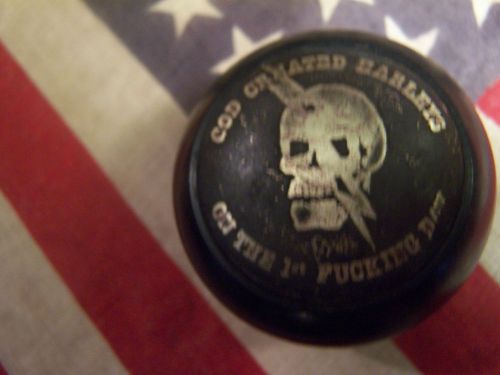 GOD CREATED HARLEYS
ON THE 1st FUCKING DAY